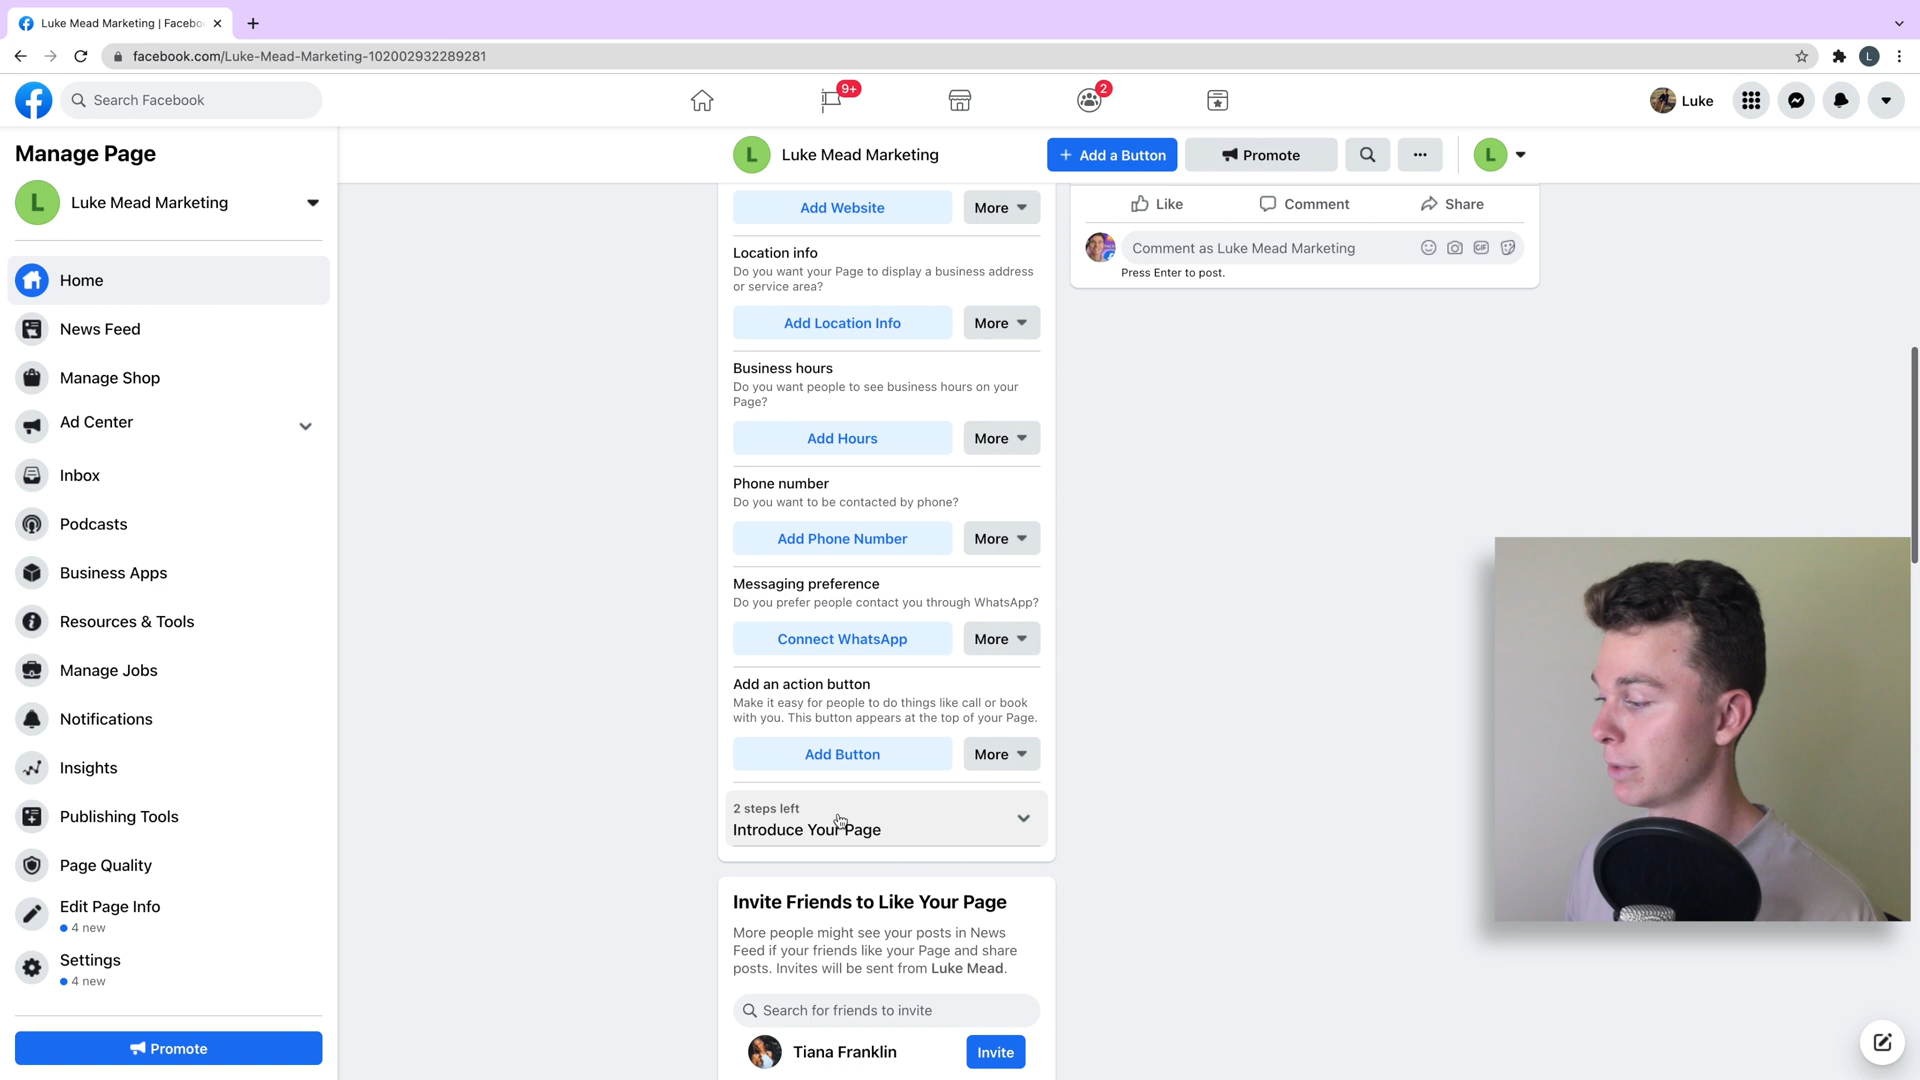 Luke Mead Marketing | Facebo
facebook.com/Luke-Mead-Marketing-102002932289281
L
Search Facebook
9+
2
Luke
Manage Page
L
Luke Mead Marketing
Home
News Feed
Manage Shop
Ad Center
Inbox
Podcasts
Business Apps
Resources & Tools
Manage Jobs
Notifications
Insights
Publishing Tools
Page Quality
Edit Page Info
4 new
Settings
4 new
Promote
L
Luke Mead Marketing
+ Add a Button
Promote
L
Add Website
More
Location info
Do you want your Page to display a business address
or service area?
Add Location Info
More
Business hours
Do you want people to see business hours on your
Page?
Add Hours
More
Phone number
Do you want to be contacted by phone?
Add Phone Number
More
Messaging preference
Do you prefer people contact you through WhatsApp?
Connect WhatsApp
More
Add an action button
Make it easy for people to do things like call or book
with you. This button appears at the top of your Page.
Add Button
More
2 steps left
Introduce Your Page
Invite Friends to Like Your Page
More people might see your posts in News
Feed if your friends like your Page and share
posts. Invites will be sent from Luke Mead.
Search for friends to invite
Tiana Franklin
Invite
Like
Comment
Share
Comment as Luke Mead Marketing
GIF
Press Enter to post.